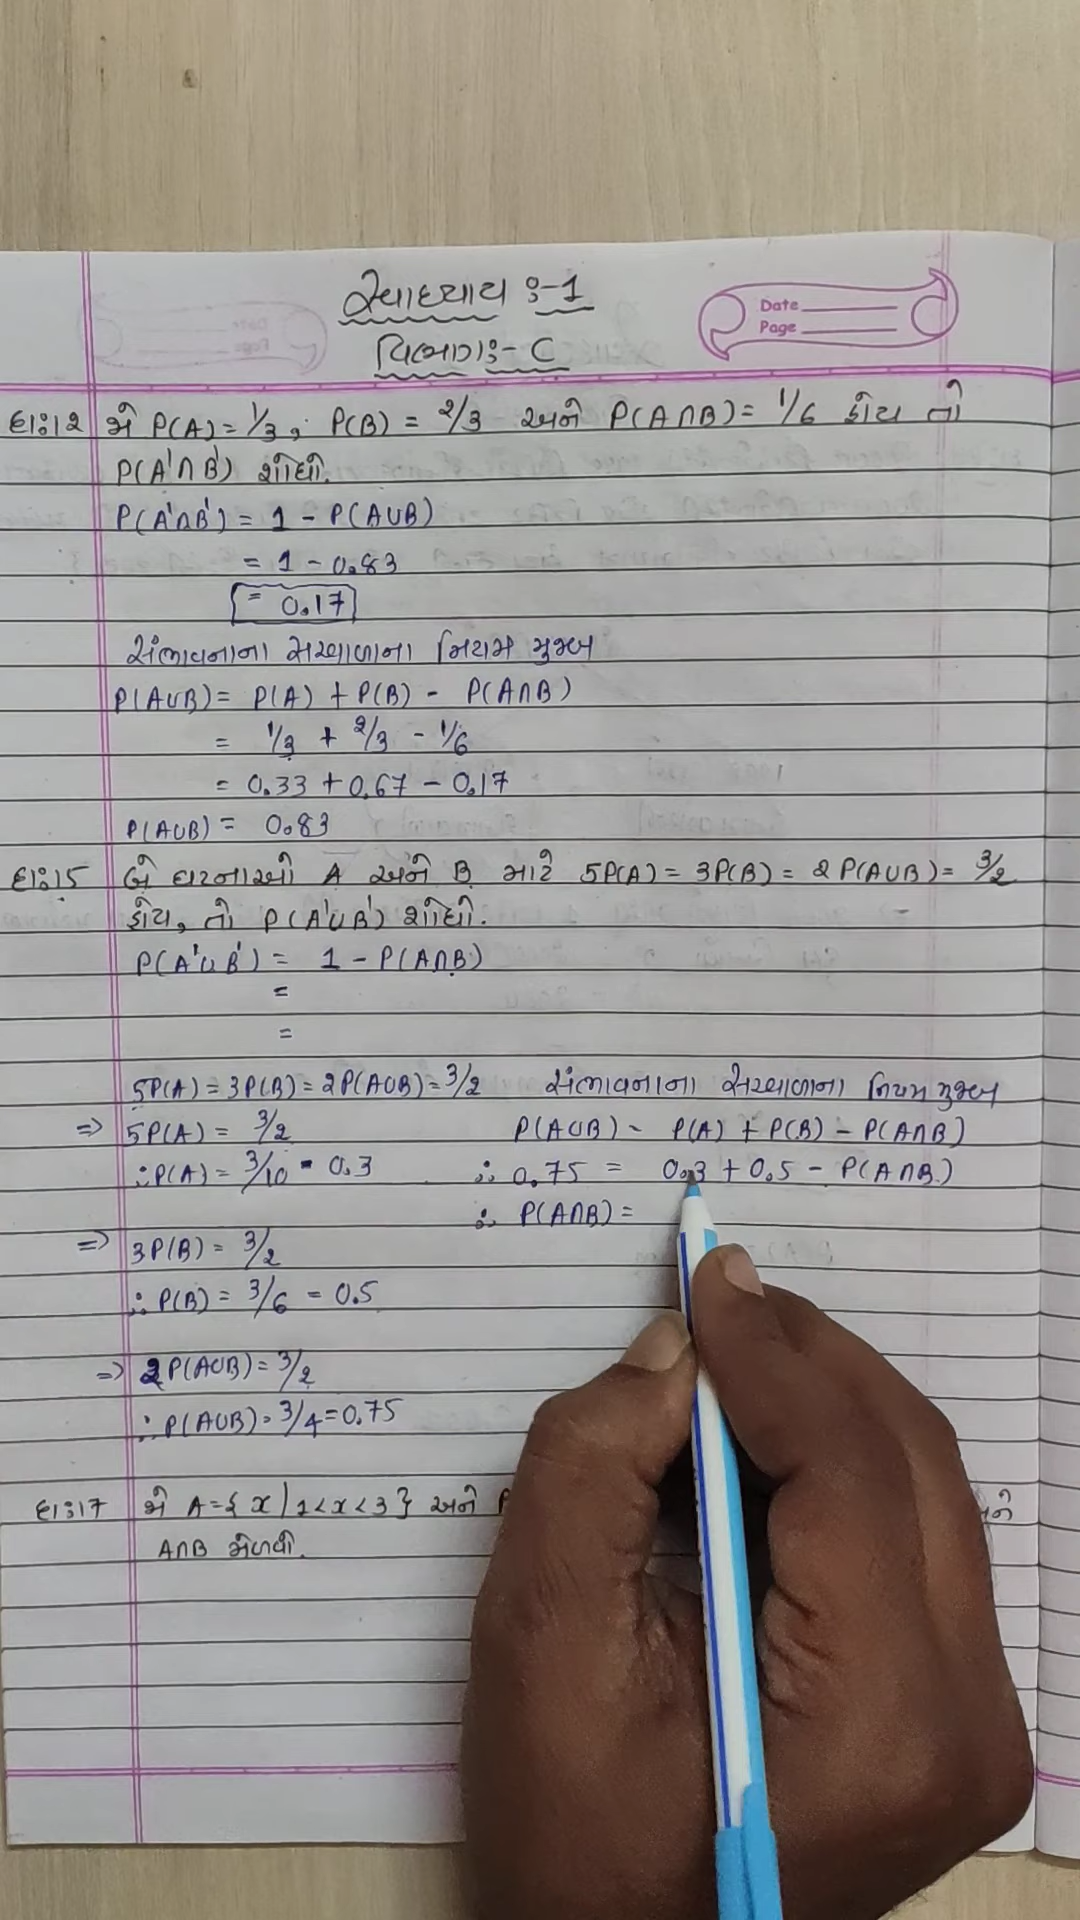 સ્વાધ્યાય :-1
વિભાગ:- C
Date
Page
દા:12 જો P(A) = 1/3, P(B) = 2/3 અને P(A∩B) = 1/6 હોય તો
P(A'∩B') શોધો.
P(A'∩B') = 1 - P(A∪B)
= 1 - 0.83
= 0.17
સંભાવનાના સરવાળાના નિયમ મુજબ
P(A∪B) = P(A) + P(B) - P(A∩B)
= 1/3 + 2/3 - 1/6
= 0.33 + 0.67 - 0.17
P(A∪B) = 0.83
દા:15 બે ઘટનાઓ A અને B માટે 5P(A) = 3P(B) = 2P(A∪B) = 3/2
હોય, તો P(A'∪B') શોધો.
P(A'∪B') = 1 - P(A∩B)
=
=
5P(A) = 3P(B) = 2P(A∪B) = 3/2
⇒ 5P(A) = 3/2
∴ P(A) = 3/10 = 0.3
⇒ 3P(B) = 3/2
∴ P(B) = 3/6 = 0.5
⇒ 2P(A∪B) = 3/2
∴ P(A∪B) = 3/4 = 0.75
સંભાવનાના સરવાળાના નિયમ મુજબ
P(A∪B) - P(A) + P(B) - P(A∩B)
∴ 0.75 = 0.3 + 0.5 - P(A∩B)
∴ P(A∩B) =
દા:17 જો A = {x | 1 < x < 3} અને
A∩B મેળવો.